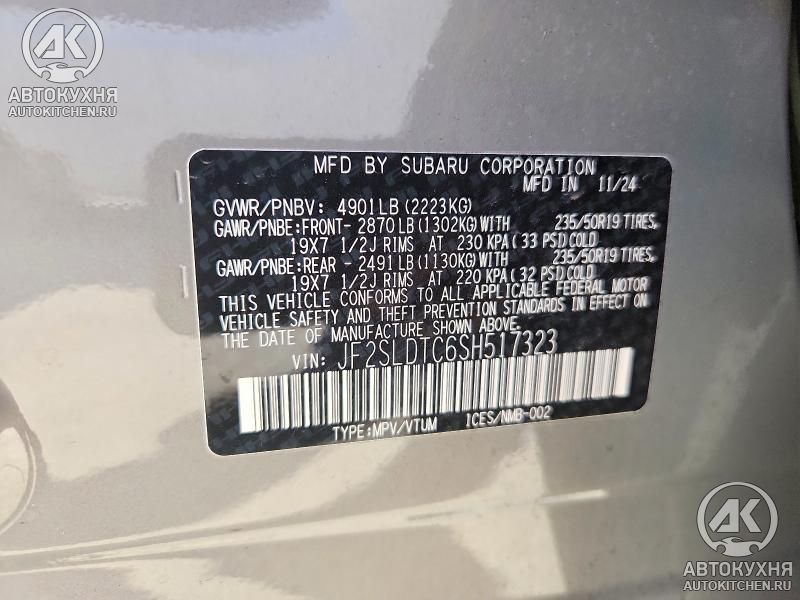 АК
АВТОКУХНЯ
AUTOKITCHEN.RU
MFD BY SUBARU CORPORATION
MFD IN 11/24
GVWR/PNBV: 4901LB(2223KG)
GAWR/PNBE:FRONT- 2870LB(1302KG)WITH 235/50R19 TIRES,
19X7 1/2J RIMS AT 230 KPA(33 PSI)COLD
GAWR/PNBE:REAR - 2491LB(1130KG)WITH 235/50R19 TIRES,
19X7 1/2J RIMS AT 220 KPA(32 PSI)COLD
THIS VEHICLE CONFORMS TO ALL APPLICABLE FEDERAL MOTOR
VEHICLE SAFETY AND THEFT PREVENTION STANDARDS IN EFFECT ON
THE DATE OF MANUFACTURE SHOWN ABOVE.
VIN: JF2SLDTC6SH517323
TYPE:MPV/VTUM ICES/NMB-002
АК
АВТОКУХНЯ
AUTOKITCHEN.RU